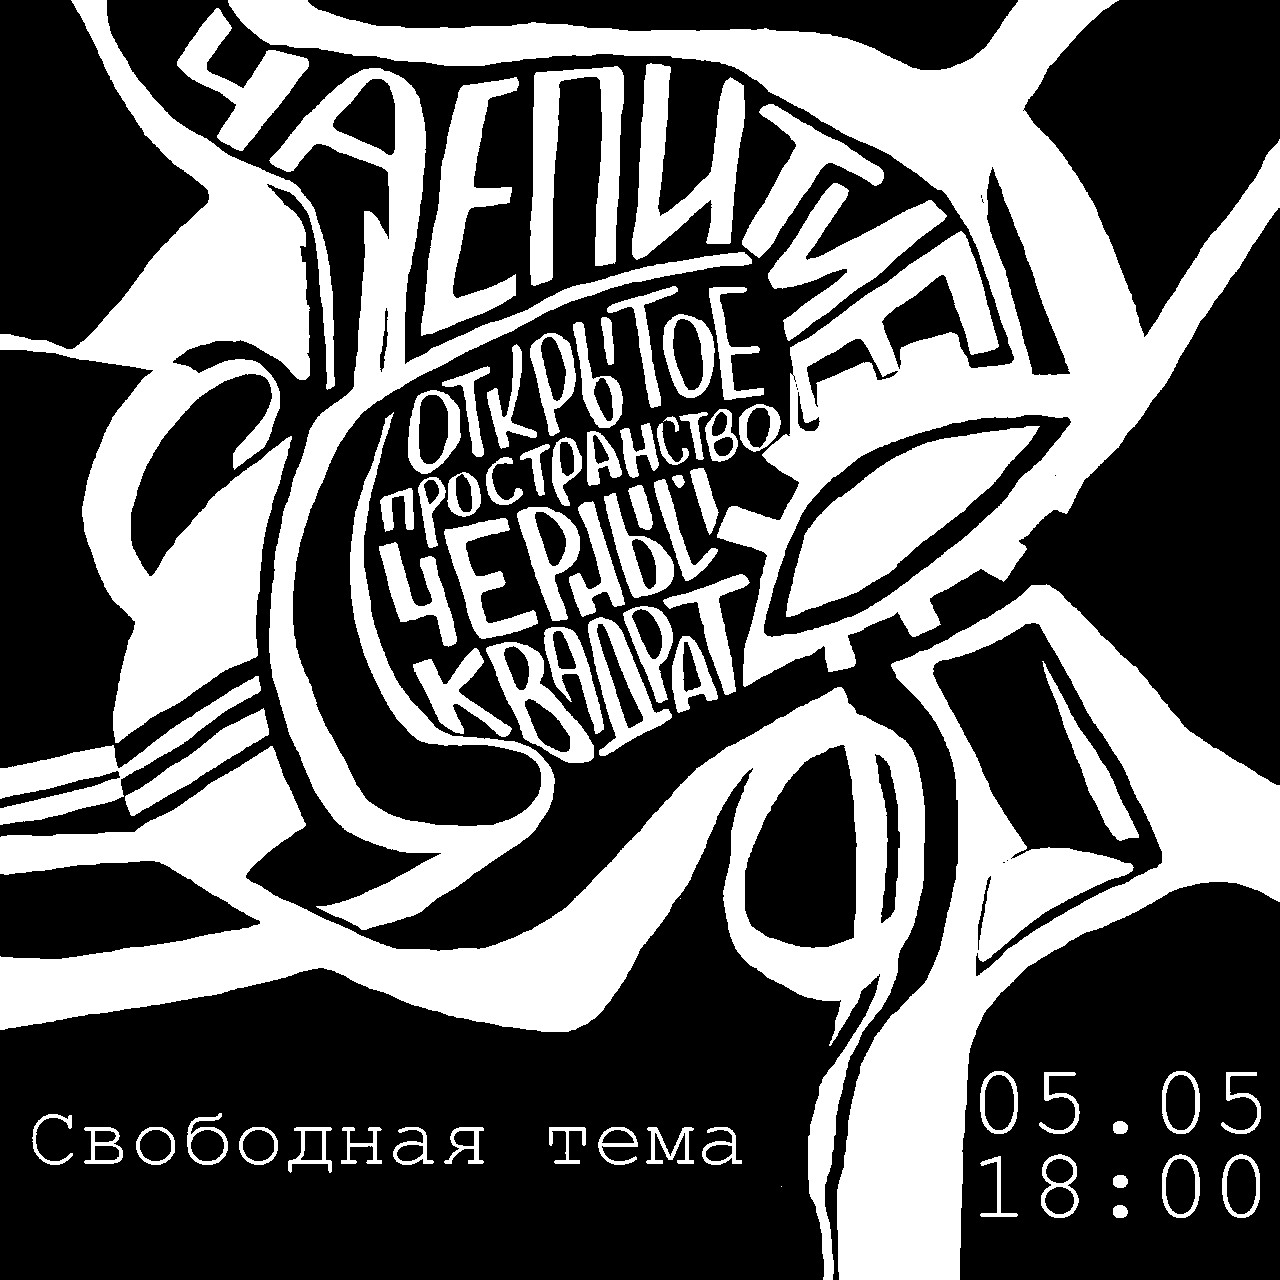 ЧАЕПИТИЕ
ОТКРЫТОЕ
ПРОСТРАНСТВО
ЧЕРНЫЙ
КВАДРАТ
Свободная тема
05.05
18:00